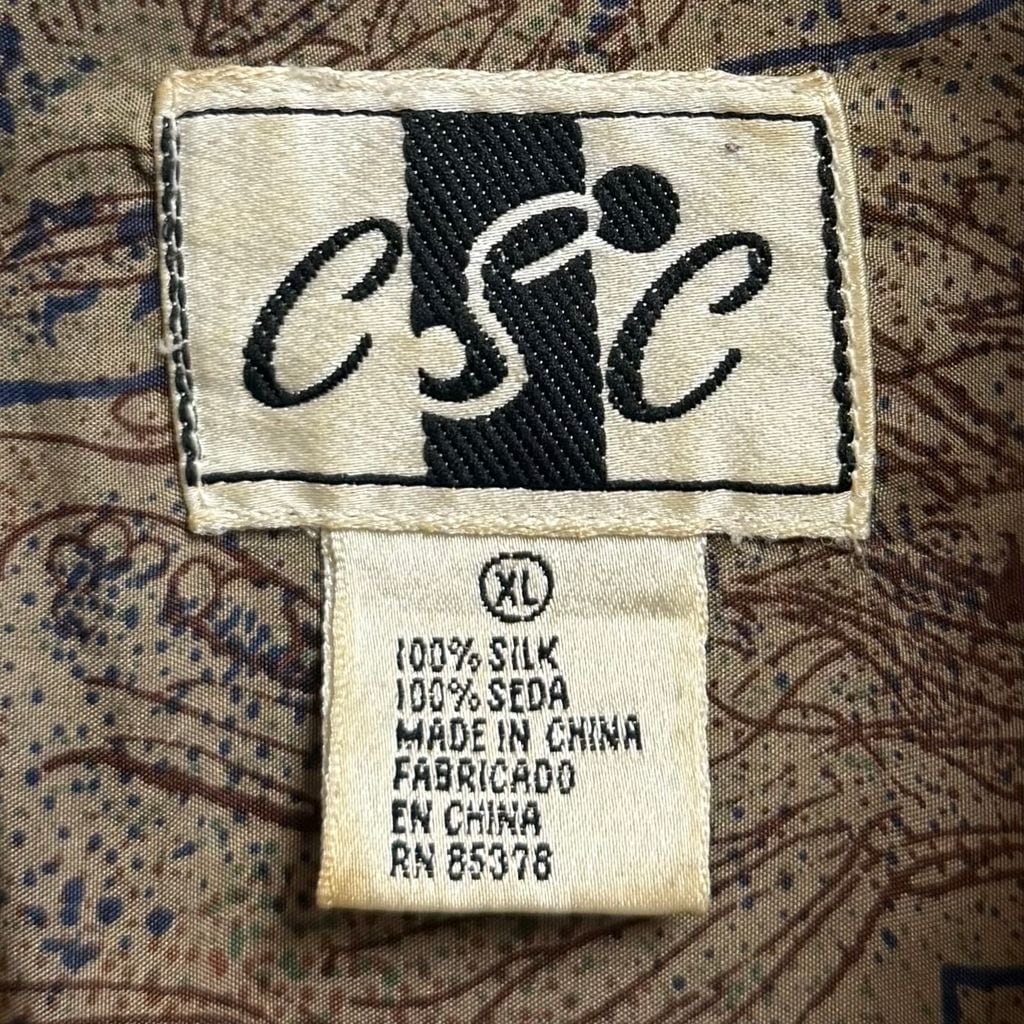 CSC
XL
100% SILK
100% SEDA
MADE IN CHINA
FABRICADO
EN CHINA
RN 85378